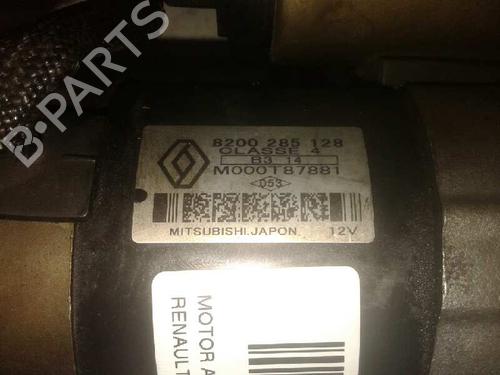 B-PARTS
8200 285 128
CLASSE 4
B3 14
M000T87881
053
MITSUBISHI.JAPON 12V
MOTOR A
RENAULT